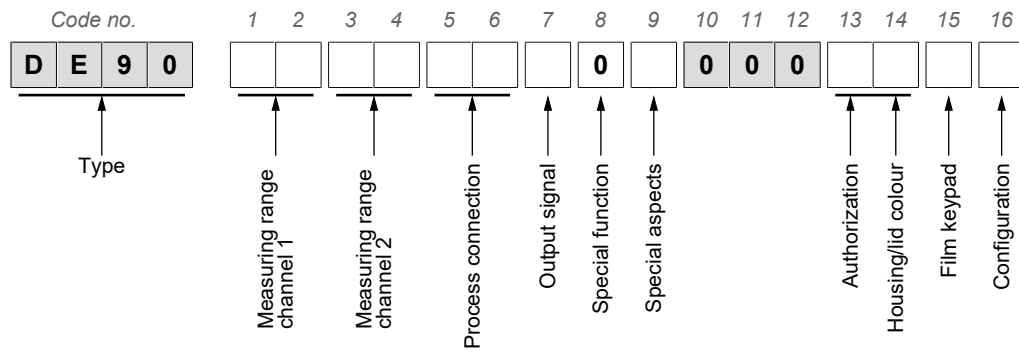 Code no. 1 2 3 4 5 6 7 8 9 10 11 12 13 14 15 16
D E 9 0 0 0 0 0
Type
Measuring range
channel 1
Measuring range
channel 2
Process connection
Output signal
Special function
Special aspects
Authorization
Housing/lid colour
Film keypad
Configuration